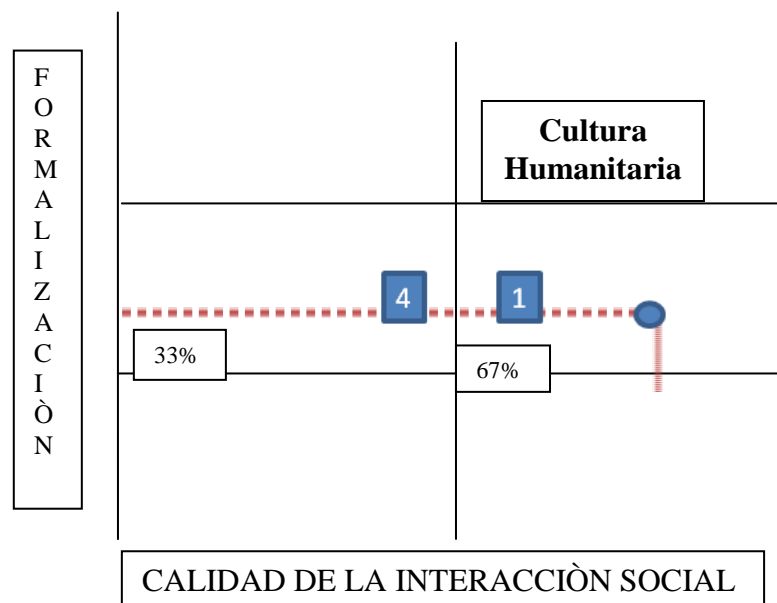 F
O
R
M
A
L
I
Z
A
C
I
Ò
N
Cultura
Humanitaria
4
1
33%
67%
CALIDAD DE LA INTERACCIÒN SOCIAL